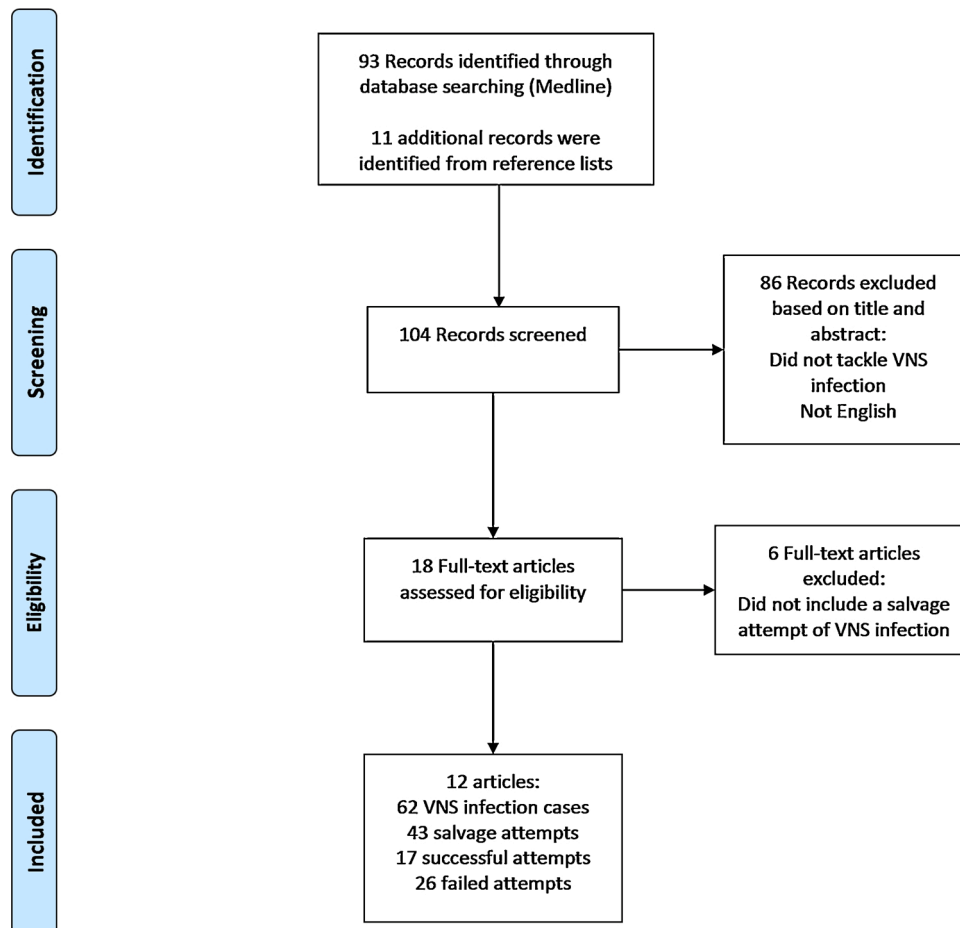 Identification
93 Records identified through
database searching (Medline)
11 additional records were
identified from reference lists
Screening
104 Records screened
86 Records excluded
based on title and
abstract:
Did not tackle VNS
infection
Not English
Eligibility
18 Full-text articles
assessed for eligibility
6 Full-text articles
excluded:
Did not include a salvage
attempt of VNS infection
Included
12 articles:
62 VNS infection cases
43 salvage attempts
17 successful attempts
26 failed attempts